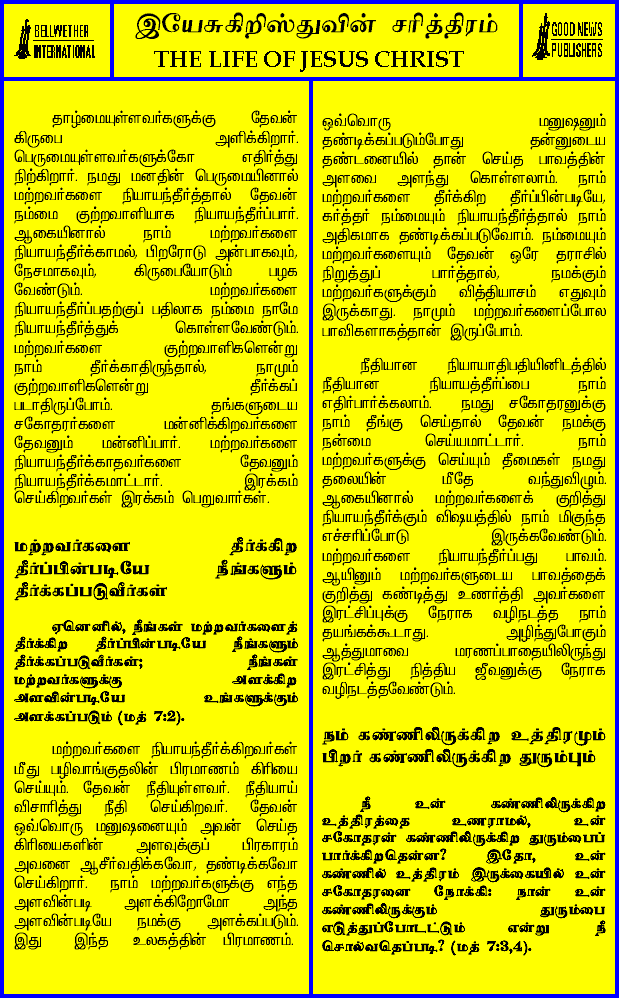 BELLWETHER
INTERNATIONAL
இயேசுகிறிஸ்துவின் சரித்திரம்
THE LIFE OF JESUS CHRIST
GOOD NEWS
PUBLISHERS
தாழ்மையுள்ளவர்களுக்கு தேவன்
கிருபை அளிக்கிறார்.
பெருமையுள்ளவர்களுக்கோ எதிர்த்து
நிற்கிறார். நமது மனதின் பெருமையினால்
மற்றவர்களை நியாயந்தீர்த்தால் தேவன்
நம்மை குற்றவாளியாக நியாயந்தீர்ப்பார்.
ஆகையினால் நாம் மற்றவர்களை
நியாயந்தீர்க்காமல், பிறரோடு அன்பாகவும்,
நேசமாகவும், கிருபையோடும் பழக
வேண்டும். மற்றவர்களை
நியாயந்தீர்ப்பதற்குப் பதிலாக நம்மை நாமே
நியாயந்தீர்த்துக் கொள்ளவேண்டும்.
மற்றவர்களை குற்றவாளிகளென்று
நாம் தீர்க்காதிருந்தால், நாமும்
குற்றவாளிகளென்று தீர்க்கப்
படாதிருப்போம். தங்களுடைய
சகோதரர்களை மன்னிக்கிறவர்களை
தேவனும் மன்னிப்பார். மற்றவர்களை
நியாயந்தீர்க்காதவர்களை தேவனும்
நியாயந்தீர்க்கமாட்டார். இரக்கம்
செய்கிறவர்கள் இரக்கம் பெறுவார்கள்.
மற்றவர்களை தீர்க்கிற
தீர்ப்பின்படியே நீங்களும்
தீர்க்கப்படுவீர்கள்
ஏனெனில், நீங்கள் மற்றவர்களைத்
தீர்க்கிற தீர்ப்பின்படியே நீங்களும்
தீர்க்கப்படுவீர்கள்; நீங்கள்
மற்றவர்களுக்கு அளக்கிற
அளவின்படியே உங்களுக்கும்
அளக்கப்படும் (மத் 7:2).
மற்றவர்களை நியாயந்தீர்க்கிறவர்கள்
மீது பழிவாங்குதலின் பிரமாணம் கிரியை
செய்யும். தேவன் நீதியுள்ளவர். நீதியாய்
விசாரித்து நீதி செய்கிறவர். தேவன்
ஒவ்வொரு மனுஷனையும் அவன் செய்த
கிரியைகளின் அளவுக்குப் பிரகாரம்
அவனை ஆசீர்வதிக்கவோ, தண்டிக்கவோ
செய்கிறார். நாம் மற்றவர்களுக்கு எந்த
அளவின்படி அளக்கிறோமோ அந்த
அளவின்படியே நமக்கு அளக்கப்படும்.
இது இந்த உலகத்தின் பிரமாணம்.
ஒவ்வொரு மனுஷனும்
தண்டிக்கப்படும்போது தன்னுடைய
தண்டனையில் தான் செய்த பாவத்தின்
அளவை அளந்து கொள்ளலாம். நாம்
மற்றவர்களை தீர்க்கிற தீர்ப்பின்படியே,
கர்த்தர் நம்மையும் நியாயந்தீர்த்தால் நாம்
அதிகமாக தண்டிக்கப்படுவோம். நம்மையும்
மற்றவர்களையும் தேவன் ஒரே தராசில்
நிறுத்துப் பார்த்தால், நமக்கும்
மற்றவர்களுக்கும் வித்தியாசம் எதுவும்
இருக்காது. நாமும் மற்றவர்களைப்போல
பாவிகளாகத்தான் இருப்போம்.
நீதியான நியாயாதிபதியினிடத்தில்
நீதியான நியாயத்தீர்ப்பை நாம்
எதிர்பார்க்கலாம். நமது சகோதரனுக்கு
நாம் தீங்கு செய்தால் தேவன் நமக்கு
நன்மை செய்யமாட்டார். நாம்
மற்றவர்களுக்கு செய்யும் தீமைகள் நமது
தலையின் மீதே வந்துவிழும்.
ஆகையினால் மற்றவர்களைக் குறித்து
நியாயந்தீர்க்கும் விஷயத்தில் நாம் மிகுந்த
எச்சரிப்போடு இருக்கவேண்டும்.
மற்றவர்களை நியாயந்தீர்ப்பது பாவம்.
ஆயினும் மற்றவர்களுடைய பாவத்தைக்
குறித்து கண்டித்து உணர்த்தி அவர்களை
இரட்சிப்புக்கு நேராக வழிநடத்த நாம்
தயங்கக்கூடாது. அழிந்துபோகும்
ஆத்துமாவை மரணப்பாதையிலிருந்து
இரட்சித்து நித்திய ஜீவனுக்கு நேராக
வழிநடத்தவேண்டும்.
நம் கண்ணிலிருக்கிற உத்திரமும்
பிறர் கண்ணிலிருக்கிற துரும்பும்
நீ உன் கண்ணிலிருக்கிற
உத்திரத்தை உணராமல், உன்
சகோதரன் கண்ணிலிருக்கிற துரும்பைப்
பார்க்கிறதென்ன? இதோ, உன்
கண்ணில் உத்திரம் இருக்கையில் உன்
சகோதரனை நோக்கி: நான் உன்
கண்ணிலிருக்கும் துரும்பை
எடுத்துப்போடட்டும் என்று நீ
சொல்வதெப்படி? (மத் 7:3,4).